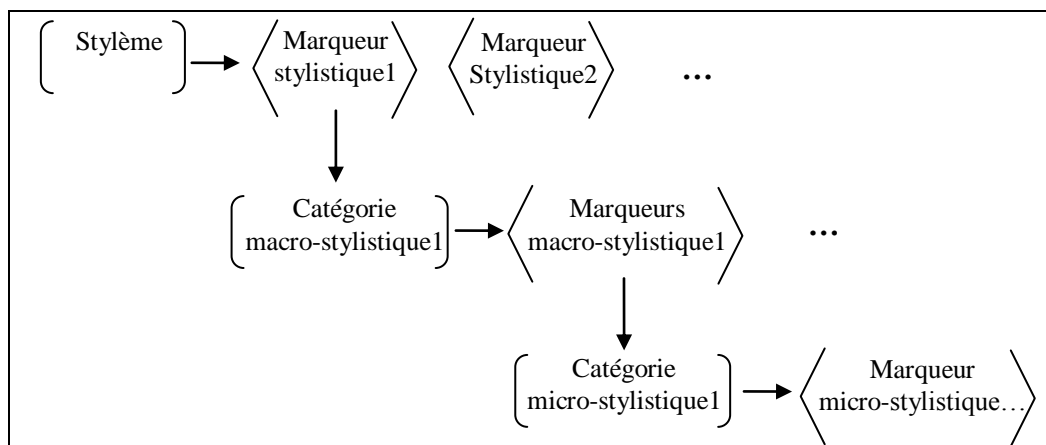 Stylème
Marqueur
stylistique1
Marqueur
Stylistique2
...
Catégorie
macro-stylistique1
Marqueurs
macro-stylistique1
...
Catégorie
micro-stylistique1
Marqueur
micro-stylistique…